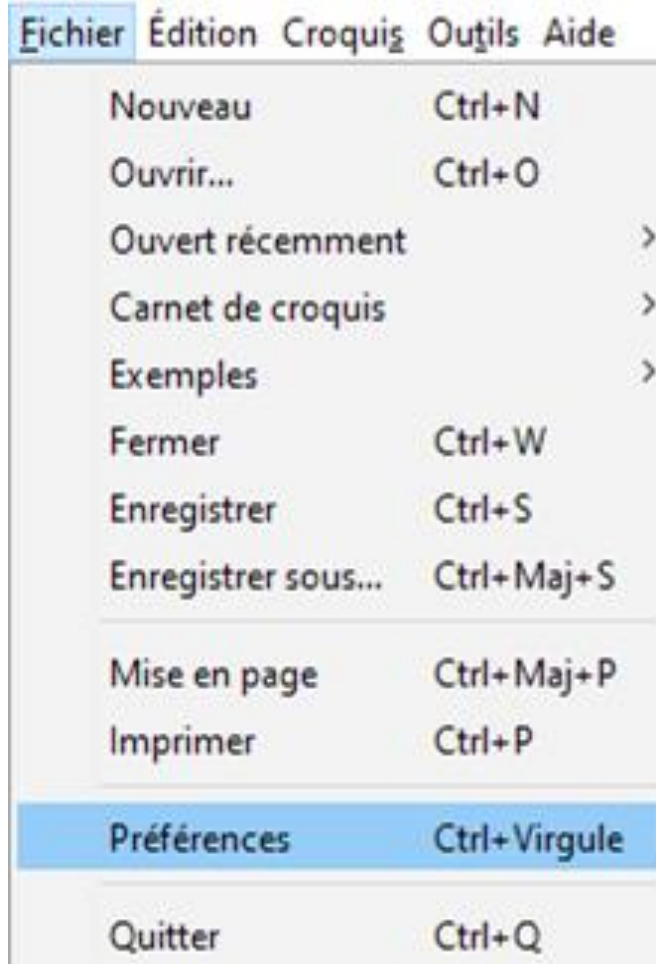 Fichier Édition Croquis Outils Aide
Nouveau Ctrl+N
Ouvrir... Ctrl+O
Ouvert récemment >
Carnet de croquis >
Exemples >
Fermer Ctrl+W
Enregistrer Ctrl+S
Enregistrer sous... Ctrl+Maj+S
Mise en page Ctrl+Maj+P
Imprimer Ctrl+P
Préférences Ctrl+Virgule
Quitter Ctrl+Q